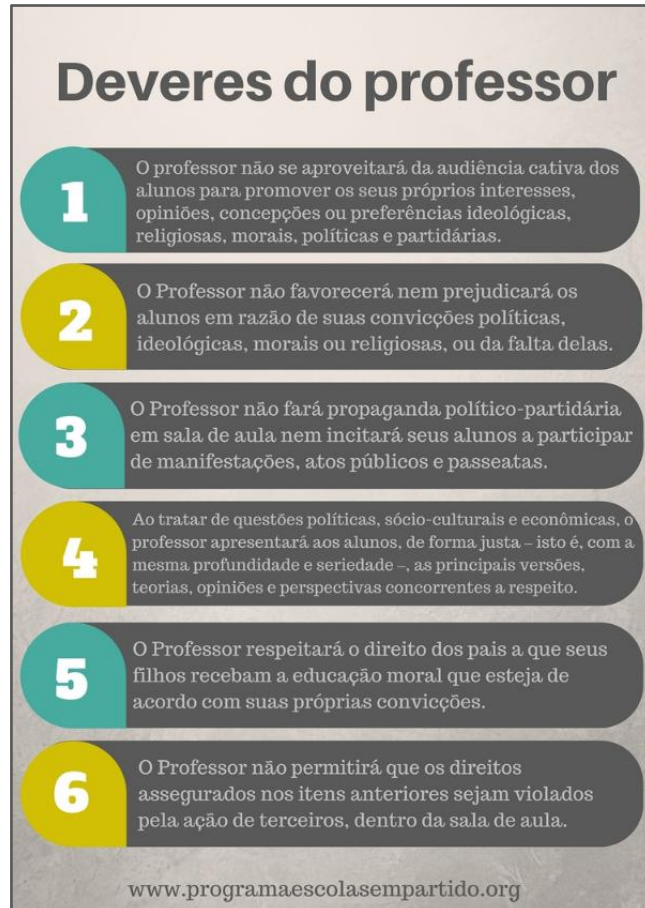 Deveres do professor
1
O professor não se aproveitará da audiência cativa dos
alunos para promover os seus próprios interesses,
opiniões, concepções ou preferências ideológicas,
religiosas, morais, políticas e partidárias.
2
O Professor não favorecerá nem prejudicará os
alunos em razão de suas convicções políticas,
ideológicas, morais ou religiosas, ou da falta delas.
3
O Professor não fará propaganda político-partidária
em sala de aula nem incitará seus alunos a participar
de manifestações, atos públicos e passeatas.
4
Ao tratar de questões políticas, sócio-culturais e econômicas, o
professor apresentará aos alunos, de forma justa – isto é, com a
mesma profundidade e seriedade –, as principais versões,
teorias, opiniões e perspectivas concorrentes a respeito.
5
O Professor respeitará o direito dos pais a que seus
filhos recebam a educação moral que esteja de
acordo com suas próprias convicções.
6
O Professor não permitirá que os direitos
assegurados nos itens anteriores sejam violados
pela ação de terceiros, dentro da sala de aula.
www.programaescolasempartido.org